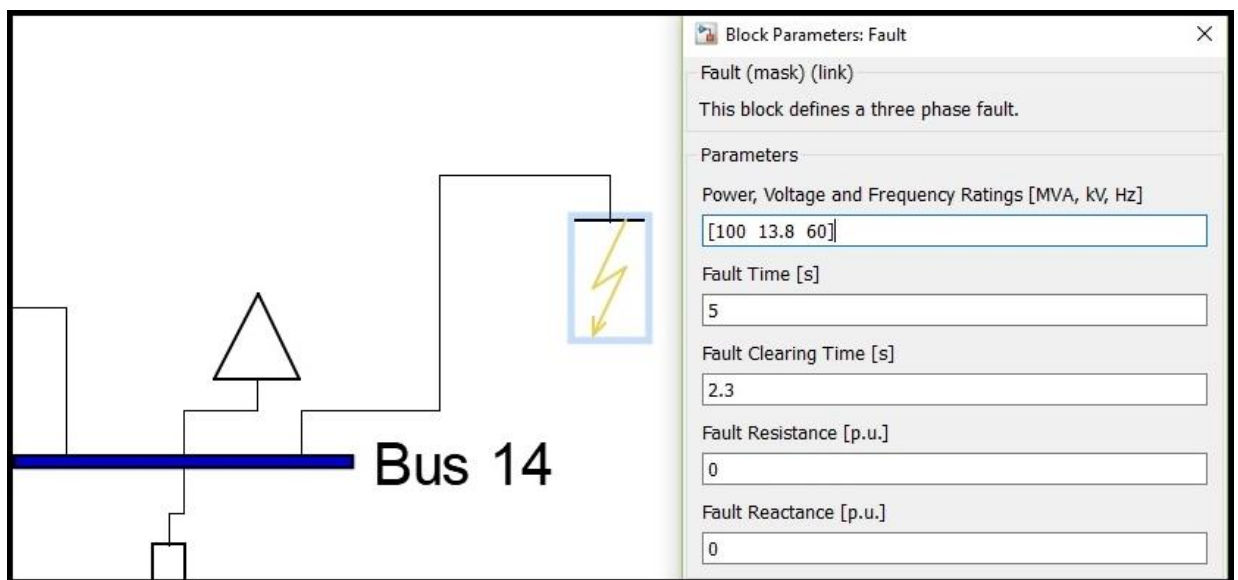 Block Parameters: Fault
Fault (mask) (link)
This block defines a three phase fault.
Parameters
Power, Voltage and Frequency Ratings [MVA, kV, Hz]
[100 13.8 60]
Fault Time [s]
5
Fault Clearing Time [s]
2.3
Fault Resistance [p.u.]
0
Fault Reactance [p.u.]
0
Bus 14